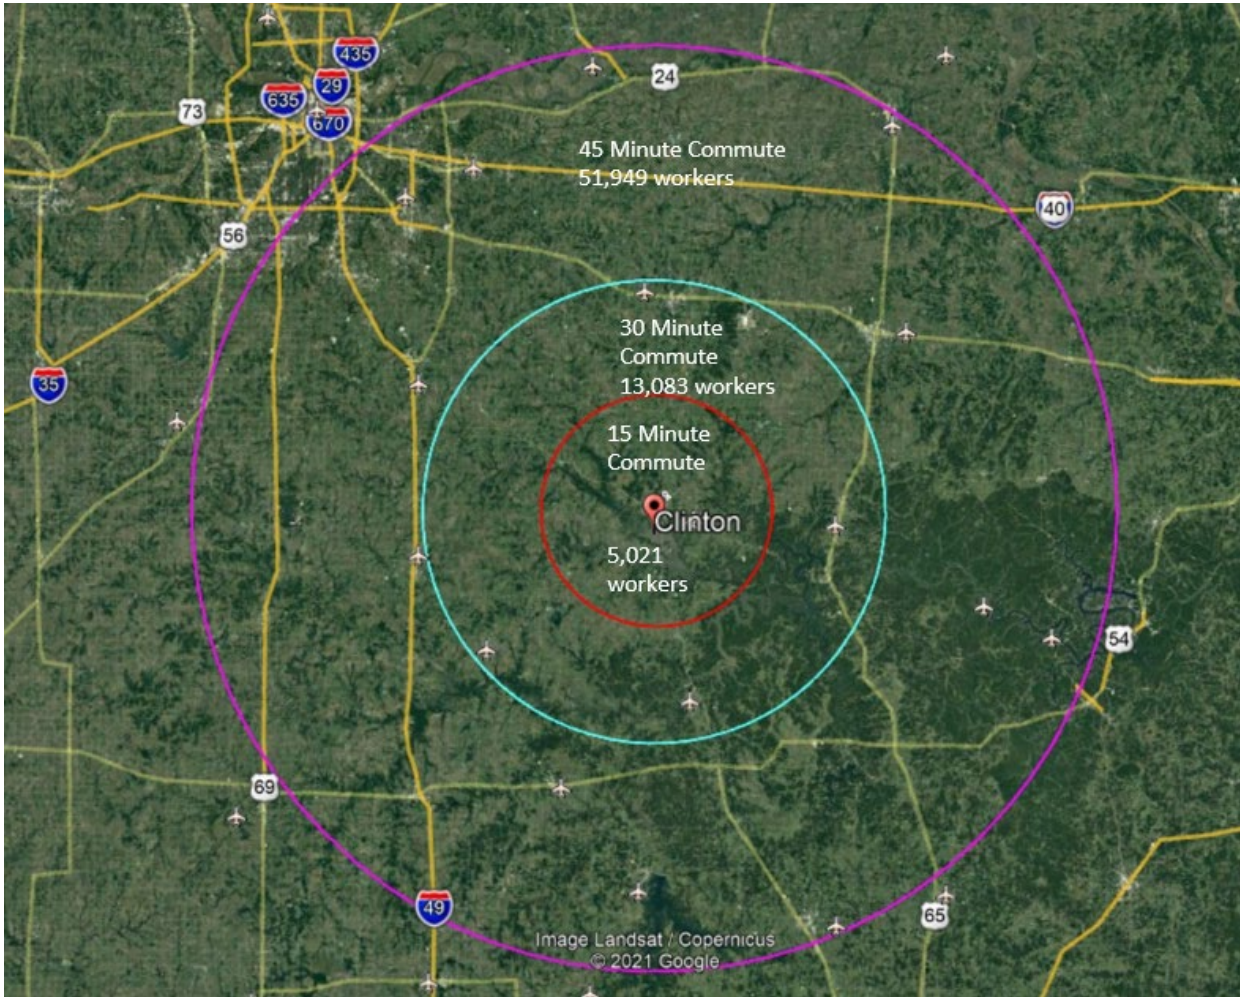 435
29
635
670
73
24
45 Minute Commute
51,949 workers
40
56
30 Minute
Commute
13,083 workers
35
15 Minute
Commute
Clinton
5,021
workers
54
69
49
65
Image Landsat / Copernicus
© 2021 Google